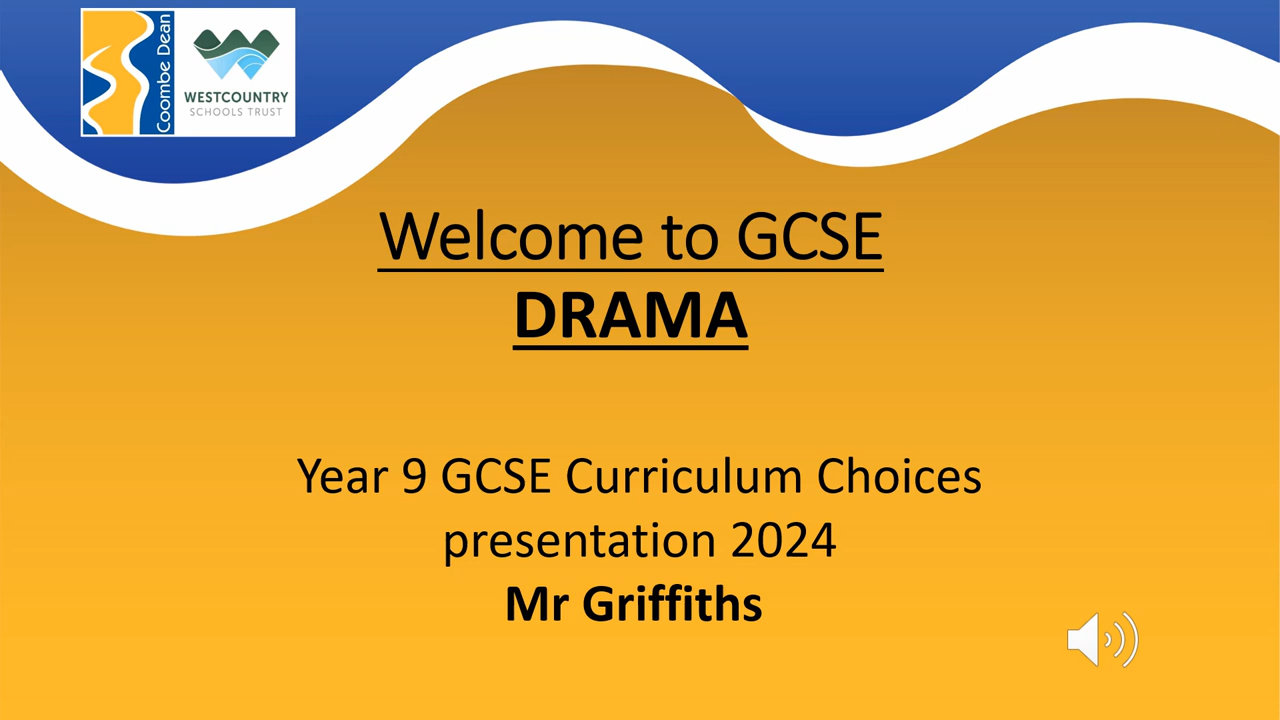 Coombe Dean
WESTCOUNTRY
SCHOOLS TRUST
Welcome to GCSE
DRAMA
Year 9 GCSE Curriculum Choices
presentation 2024
Mr Griffiths